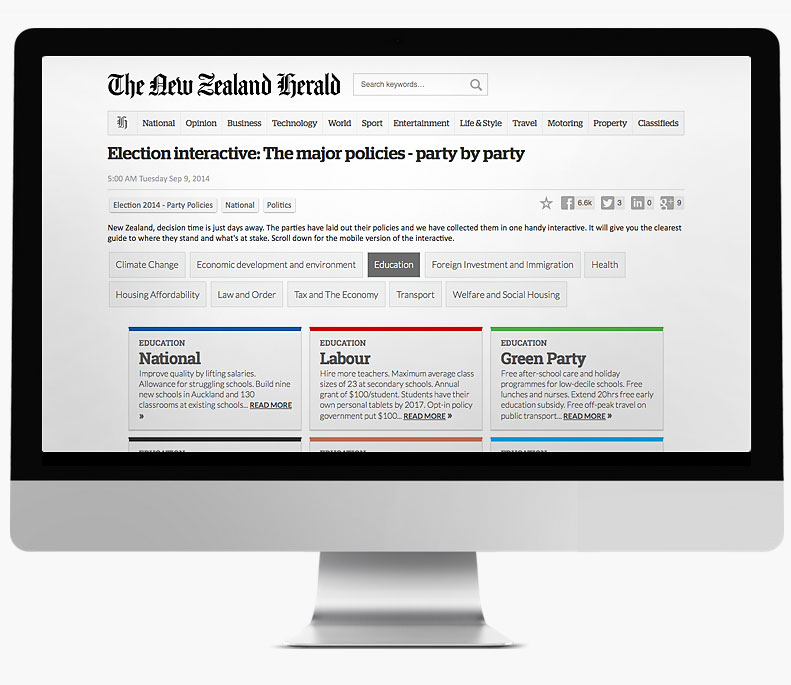 The New Zealand Herald
Search keywords...
National Opinion Business Technology World Sport Entertainment Life & Style Travel Motoring Property Classifieds
Election interactive: The major policies - party by party
5:00 AM Tuesday Sep 9, 2014
Election 2014 - Party Policies National Politics 6.6k 3 0 9
New Zealand, decision time is just days away. The parties have laid out their policies and we have collected them in one handy interactive. It will give you the clearest
guide to where they stand and what's at stake. Scroll down for the mobile version of the interactive.
Climate Change Economic development and environment Education Foreign Investment and Immigration Health
Housing Affordability Law and Order Tax and The Economy Transport Welfare and Social Housing
EDUCATION
National
Improve quality by lifting salaries.
Allowance for struggling schools. Build nine
new schools in Auckland and 130
classrooms at existing schools... READ MORE
»
EDUCATION
Labour
Hire more teachers. Maximum average class
sizes of 23 at secondary schools. Annual
grant of $100/student. Students have their
own personal tablets by 2017. Opt-in policy
government put $100... READ MORE »
EDUCATION
Green Party
Free after-school care and holiday
programmes for low-decile schools. Free
lunches and nurses. Extend 20hrs free early
education subsidy. Free off-peak travel on
public transport... READ MORE »